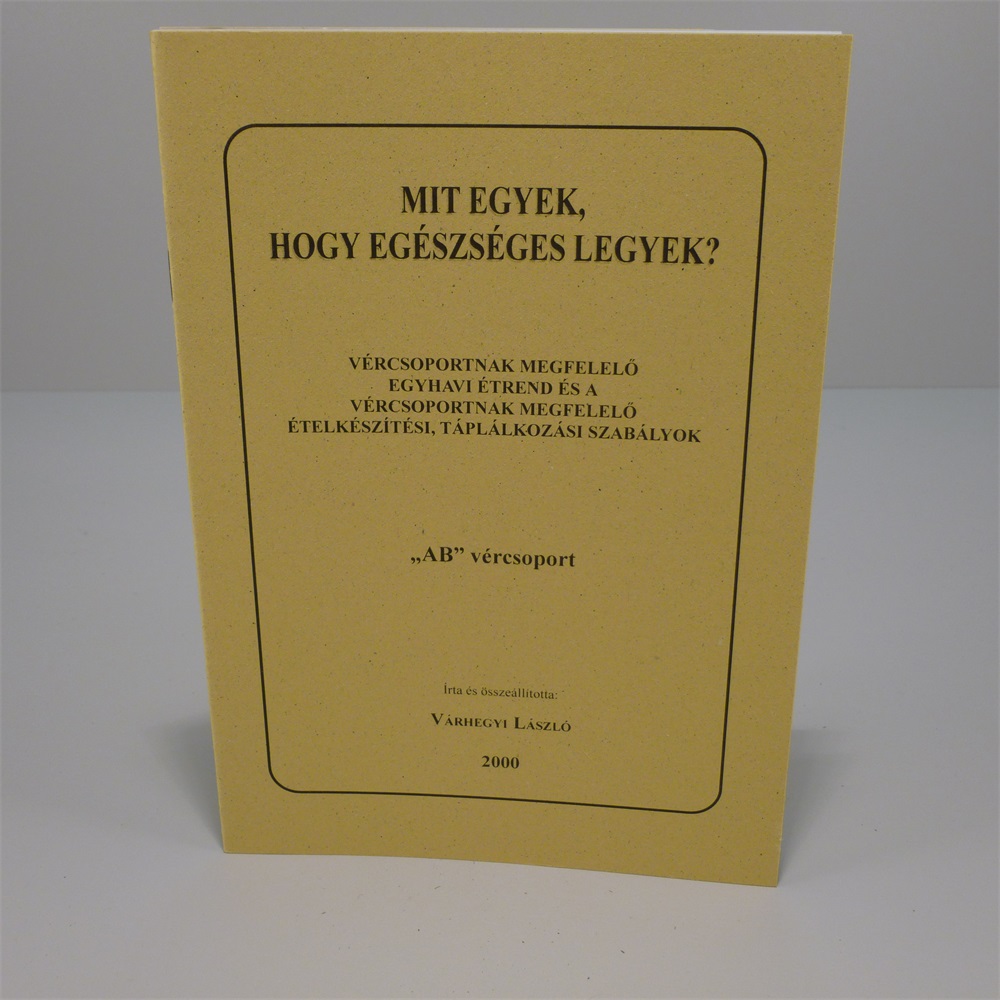 MIT EGYEK,
HOGY EGÉSZSÉGES LEGYEK?
VÉRCSOPORTNAK MEGFELELŐ
EGYHAVI ÉTREND ÉS A
VÉRCSOPORTNAK MEGFELELŐ
ÉTELKÉSZÍTÉSI, TÁPLÁLKOZÁSI SZABÁLYOK
„AB” vércsoport
Írta és összeállította:
VÁRHEGYI LÁSZLÓ
2000